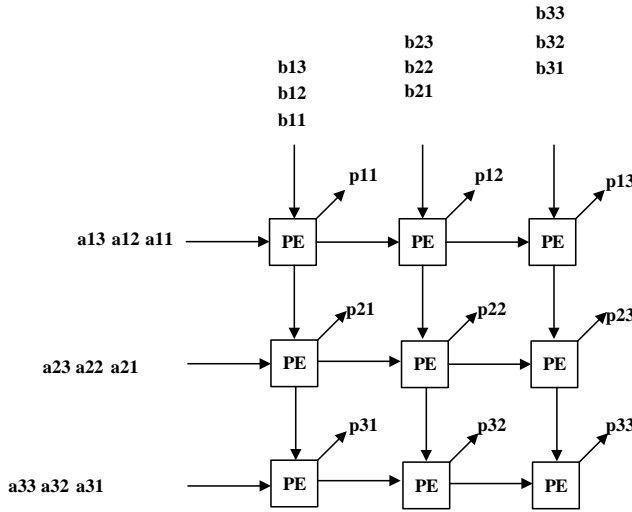 b33
b23 b32
b13 b22 b31
b12 b21
b11
p11 p12 p13
a13 a12 a11 PE PE PE
p21 p22 p23
a23 a22 a21 PE PE PE
p31 p32 p33
a33 a32 a31 PE PE PE